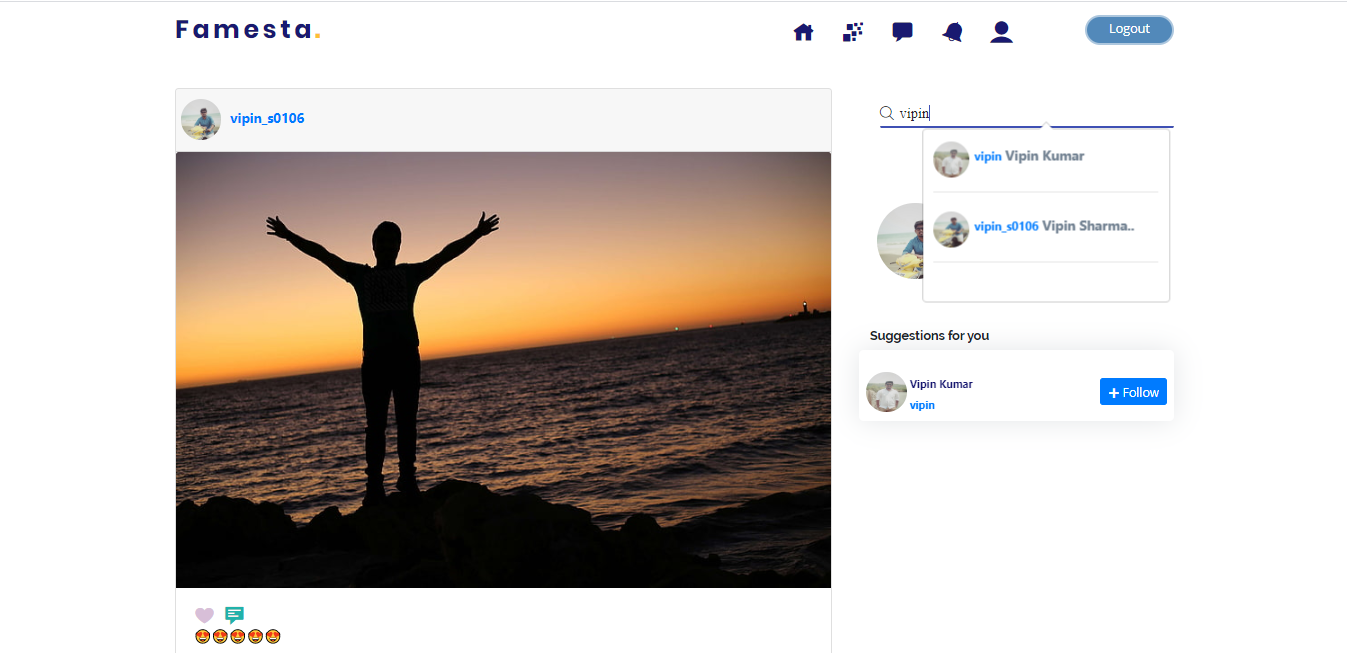 Famesta.
Logout
vipin_s0106
vipin
vipin Vipin Kumar
vipin_s0106 Vipin Sharma..
Suggestions for you
Vipin Kumar
vipin
+ Follow
🤩🤩🤩🤩🤩